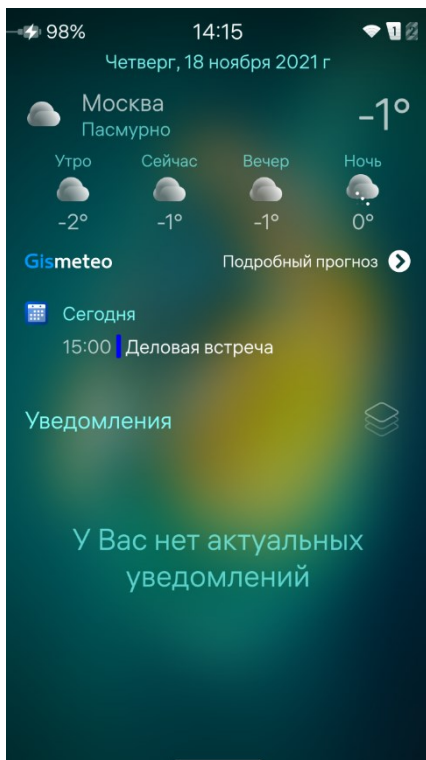 98% 14:15 1
Четверг, 18 ноября 2021 г
Москва -1°
Пасмурно
Утро Сейчас Вечер Ночь
-2° -1° -1° 0°
Gismeteo Подробный прогноз
Сегодня
15:00 Деловая встреча
Уведомления
У Вас нет актуальных
уведомлений